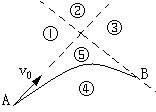 ②
① ③
v₀
⑤
A ④ B